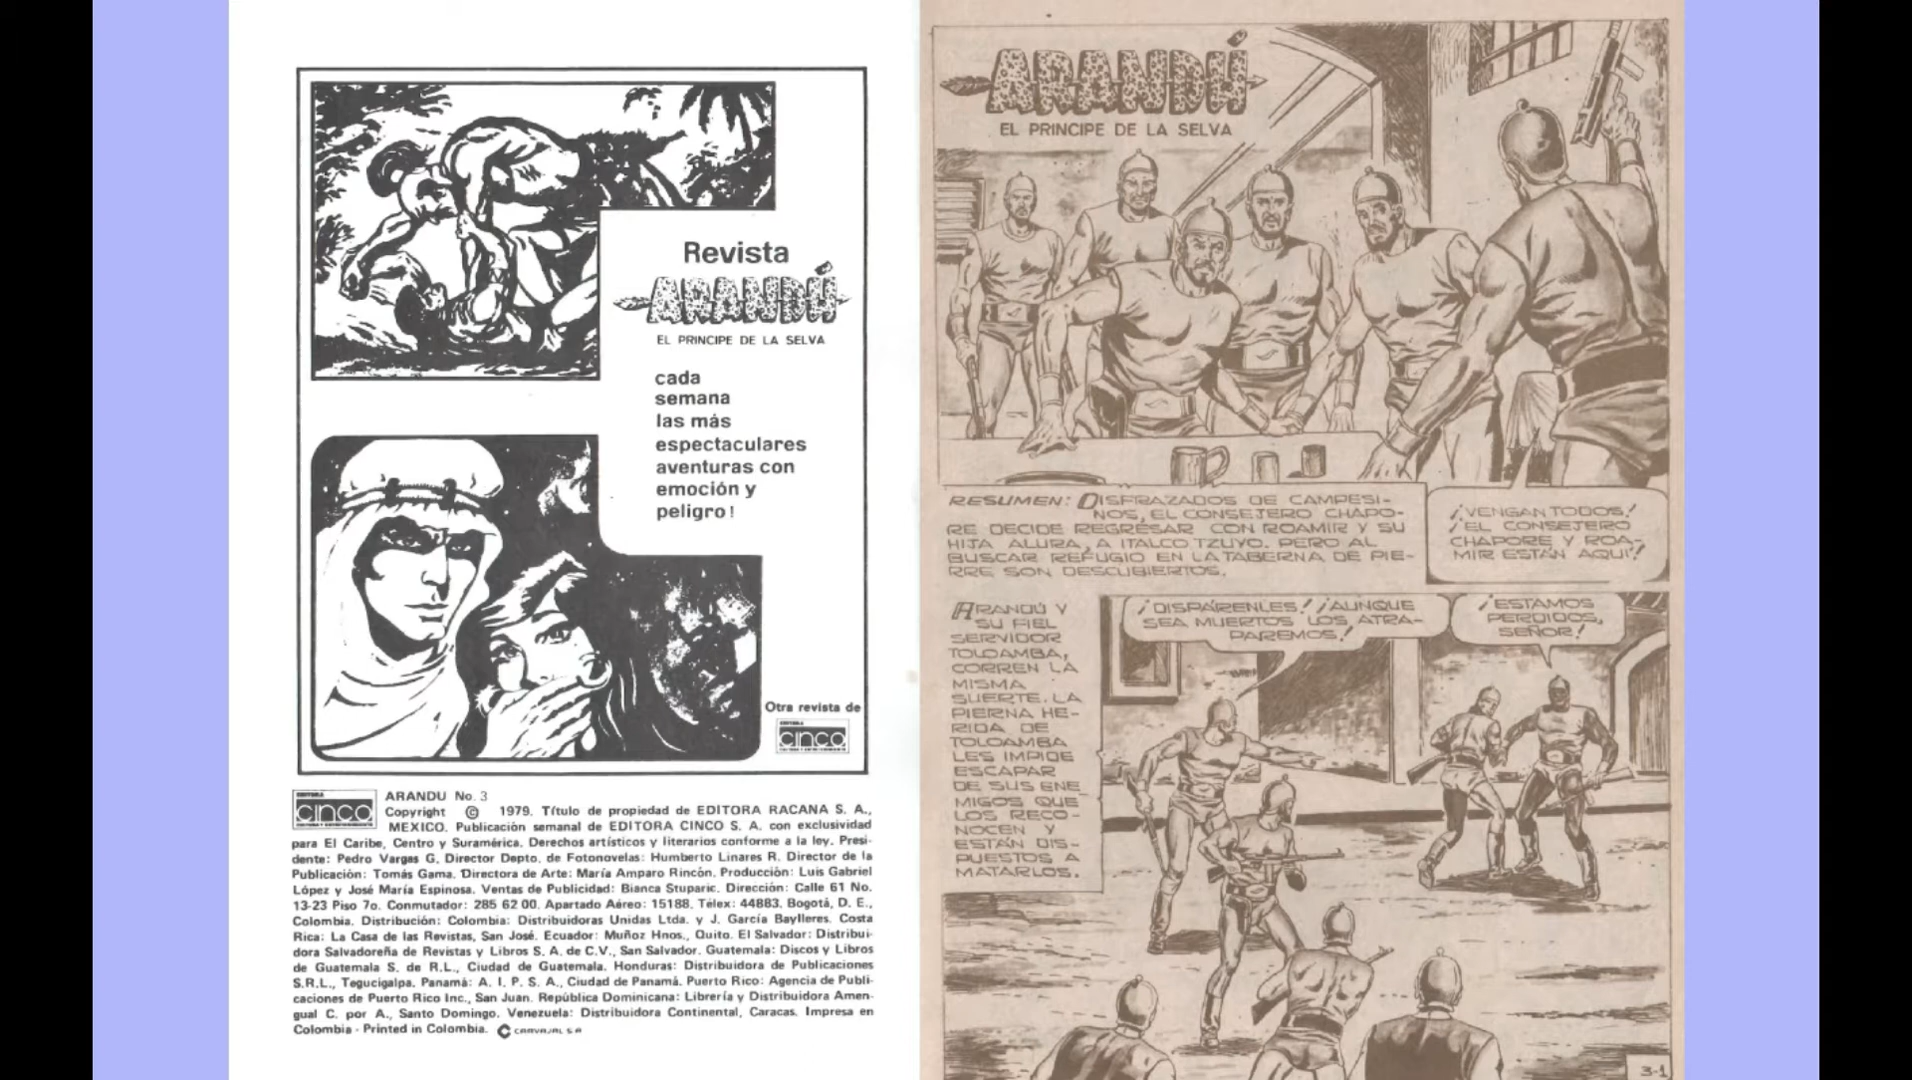 Revista
ARANDÚ
EL PRINCIPE DE LA SELVA
cada
semana
las más
espectaculares
aventuras con
emoción y
peligro!
Otra revista de
EDITORA
CINCO
EDITORA
CINCO
ARANDU No. 3
Copyright © 1979. Título de propiedad de EDITORA RACANA S. A.,
MEXICO. Publicación semanal de EDITORA CINCO S. A. con exclusividad
para El Caribe, Centro y Suramérica. Derechos artísticos y literarios conforme a la ley. Presi-
dente: Pedro Vargas G. Director Depto. de Fotonovelas: Humberto Linares R. Director de la
Publicación: Tomás Gama. Directora de Arte: María Amparo Rincón. Producción: Luis Gabriel
López y José María Espinosa. Ventas de Publicidad: Bianca Stuparic. Dirección: Calle 61 No.
13-23 Piso 7o. Conmutador: 285 62 00. Apartado Aéreo: 15188. Télex: 44883. Bogotá, D. E.,
Colombia. Distribución: Colombia: Distribuidoras Unidas Ltda. y J. García Baylleres. Costa
Rica: La Casa de las Revistas, San José. Ecuador: Muñoz Hnos., Quito. El Salvador: Distribui-
dora Salvadoreña de Revistas y Libros S. A. de C.V., San Salvador. Guatemala: Discos y Libros
de Guatemala S. de R.L., Ciudad de Guatemala. Honduras: Distribuidora de Publicaciones
S.R.L., Tegucigalpa. Panamá: A. I. P. S. A., Ciudad de Panamá. Puerto Rico: Agencia de Publi-
caciones de Puerto Rico Inc., San Juan. República Dominicana: Librería y Distribuidora Amen-
gual C. por A., Santo Domingo. Venezuela: Distribuidora Continental, Caracas. Impresa en
Colombia - Printed in Colombia. CARVAJAL S A
ARANDÚ
EL PRINCIPE DE LA SELVA
RESUMEN: DISFRAZADOS DE CAMPESI-
NOS, EL CONSEJERO CHAPO-
RE DECIDE REGRESAR CON ROAMIR Y SU
HIJA ALURA, A ITALCO TZUYO. PERO AL
BUSCAR REFUGIO EN LA TABERNA DE PIE-
RRE SON DESCUBIERTOS.
¡VENGAN TODOS!
¡EL CONSEJERO
CHAPORE Y ROA-
MIR ESTÁN AQUÍ!
ARANDÚ Y
SU FIEL
SERVIDOR
TOLOAMBA,
CORREN LA
MISMA
SUERTE. LA
PIERNA HE-
RIDA DE
TOLOAMBA
LES IMPIDE
ESCAPAR
DE SUS ENE-
MIGOS QUE
LOS RECO-
NOCEN Y
ESTÁN DIS-
PUESTOS A
MATARLOS.
¡DISPÁRENLES! ¡AUNQUE
SEA MUERTOS LOS ATRA-
PAREMOS!
¡ESTAMOS
PERDIDOS,
SEÑOR!
3-1